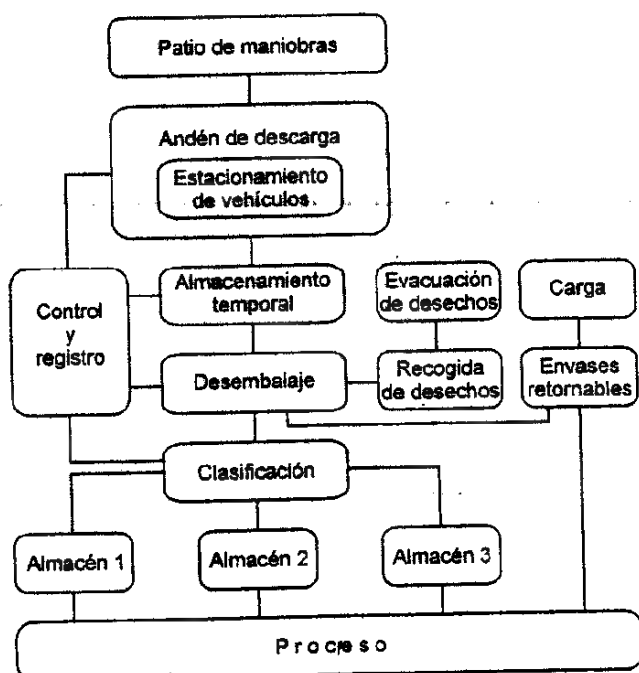 Patio de maniobras
Andén de descarga
Estacionamiento
de vehículos
Control
y
registro
Almacenamiento
temporal
Evacuación
de desechos
Carga
Desembalaje
Recogida
de desechos
Envases
retornables
Clasificación
Almacén 1
Almacén 2
Almacén 3
Proceso